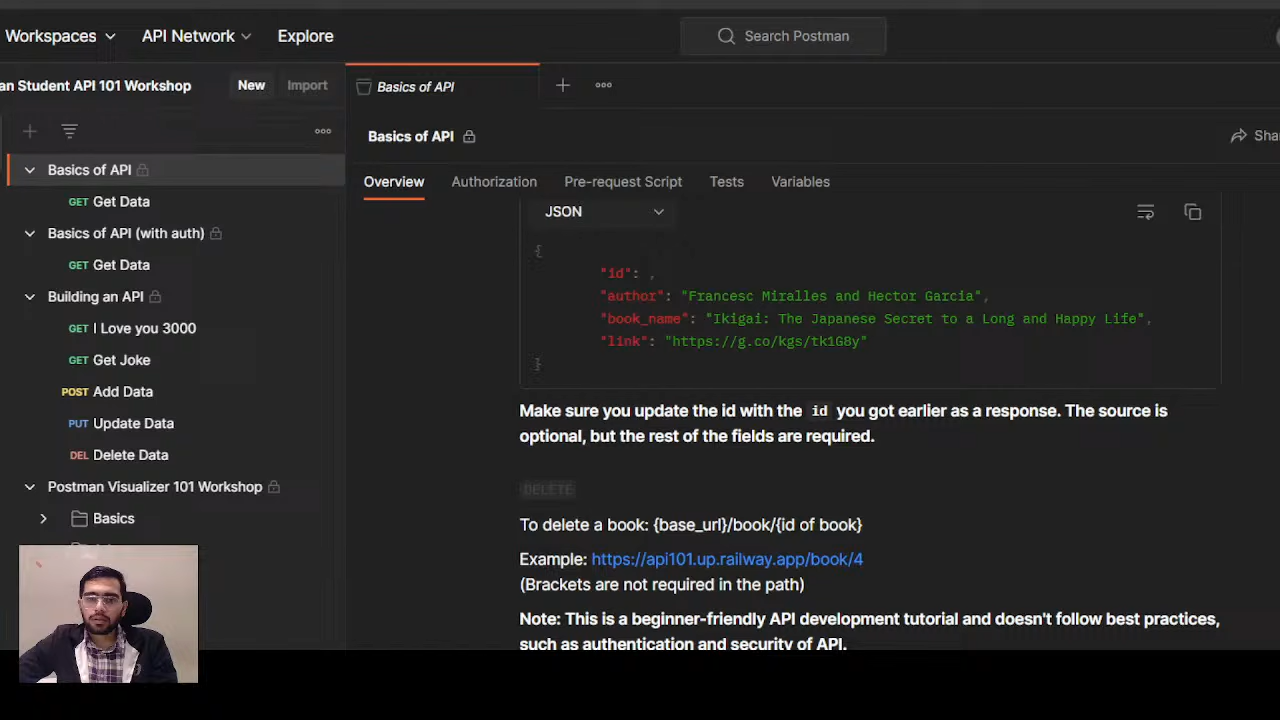 Workspaces API Network Explore Search Postman
an Student API 101 Workshop New Import
Basics of API
Basics of API
Get Data
Basics of API (with auth)
Get Data
Building an API
I Love you 3000
Get Joke
Add Data
Update Data
Delete Data
Postman Visualizer 101 Workshop
Basics
GET
GET
GET
GET
POST
PUT
DEL
Basics of API
Overview Authorization Pre-request Script Tests Variables
JSON
{
"id": ,
"author": "Francesc Miralles and Hector Garcia",
"book_name": "Ikigai: The Japanese Secret to a Long and Happy Life",
"link": "https://g.co/kgs/tk1G8y"
}
Make sure you update the id with the id you got earlier as a response. The source is
optional, but the rest of the fields are required.
DELETE
To delete a book: {base_url}/book/{id of book}
Example: https://api101.up.railway.app/book/4
(Brackets are not required in the path)
Note: This is a beginner-friendly API development tutorial and doesn't follow best practices,
such as authentication and security of API.